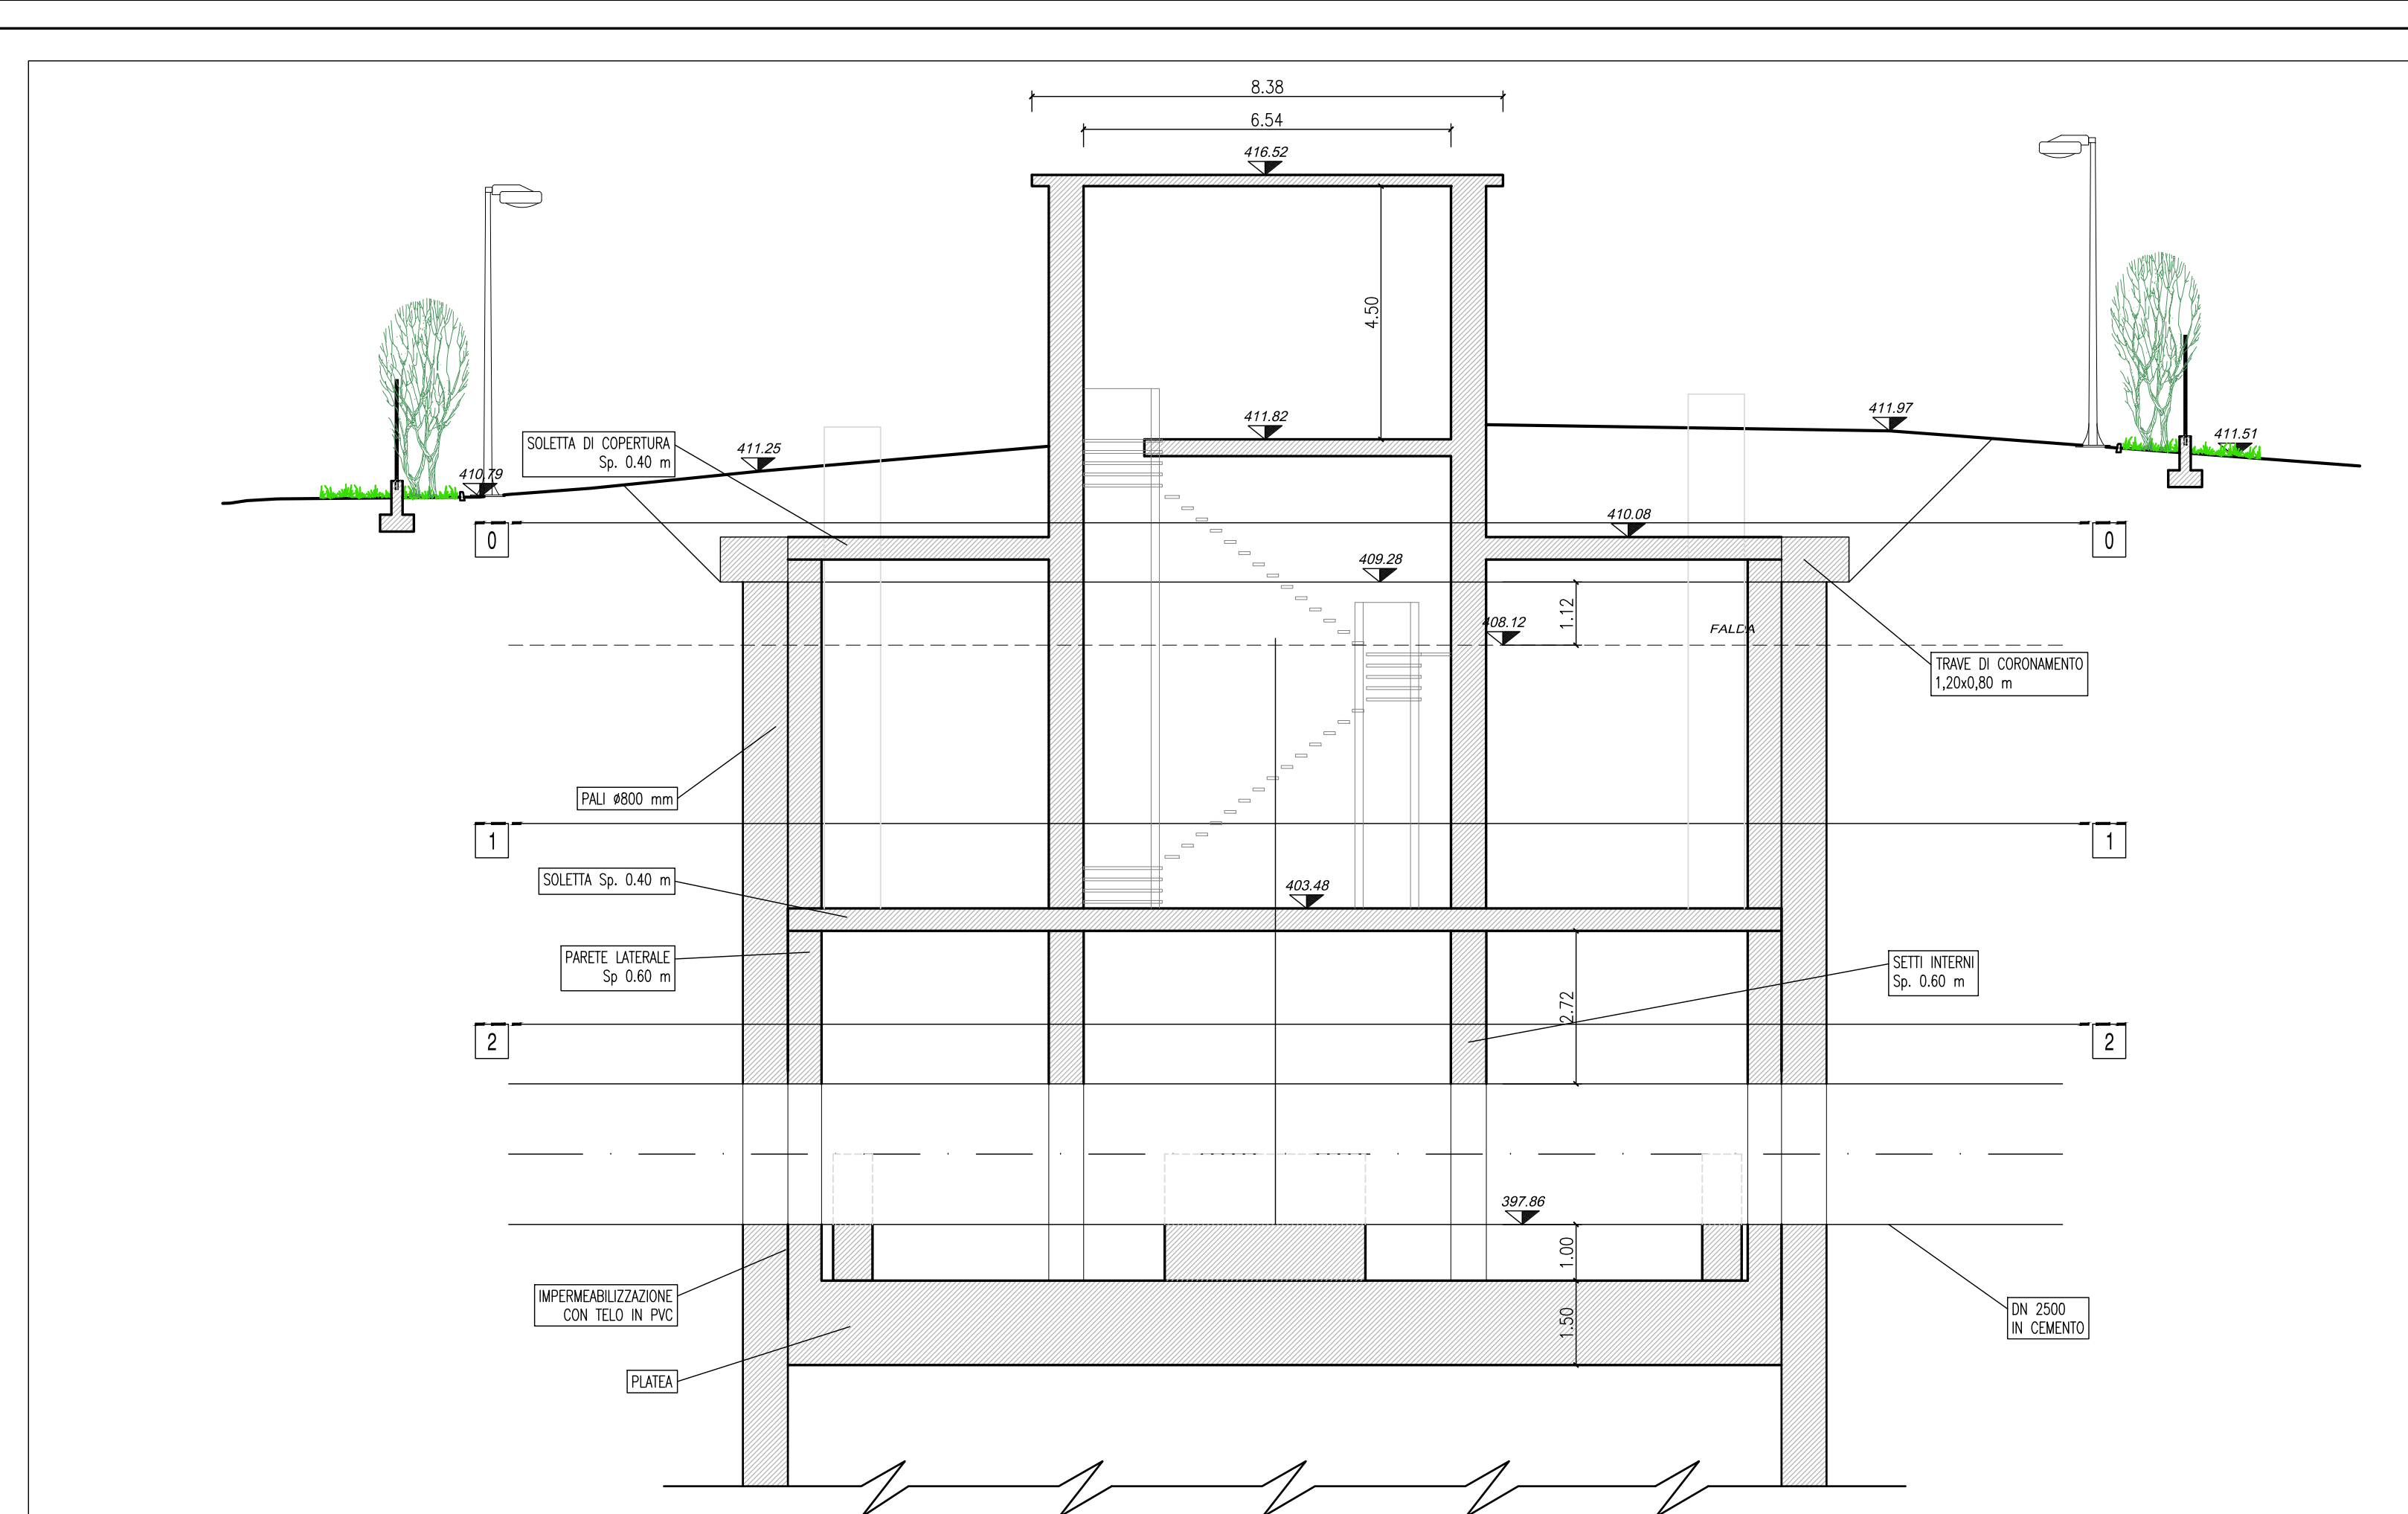 8.38
6.54
416.52
4.50
411.82
411.97
411.51
SOLETTA DI COPERTURA
Sp. 0.40 m
411.25
410.79
410.08
0
0
409.28
1.12
408.12
FALDA
TRAVE DI CORONAMENTO
1,20x0,80 m
PALI ø800 mm
1
1
SOLETTA Sp. 0.40 m
403.48
PARETE LATERALE
Sp 0.60 m
SETTI INTERNI
Sp. 0.60 m
2.72
2
2
397.86
1.00
IMPERMEABILIZZAZIONE
CON TELO IN PVC
DN 2500
IN CEMENTO
1.50
PLATEA